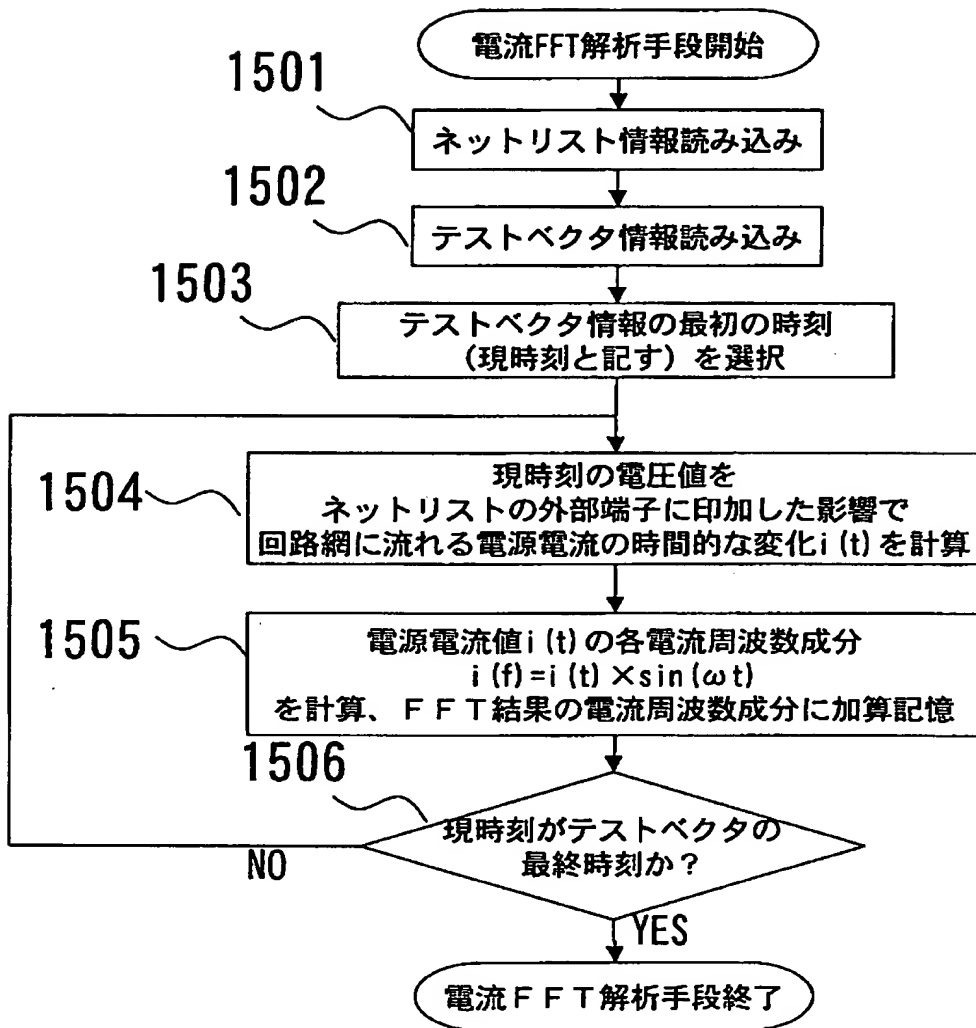 電流FFT解析手段開始
1501
ネットリスト情報読み込み
1502
テストベクタ情報読み込み
1503
テストベクタ情報の最初の時刻
(現時刻と記す)を選択
1504
現時刻の電圧値を
ネットリストの外部端子に印加した影響で
回路網に流れる電源電流の時間的な変化i(t)を計算
1505
電源電流値i(t)の各電流周波数成分
i(f)=i(t)×sin(ωt)
を計算、FFT結果の電流周波数成分に加算記憶
1506
現時刻がテストベクタの
最終時刻か?
NO
YES
電流FFT解析手段終了